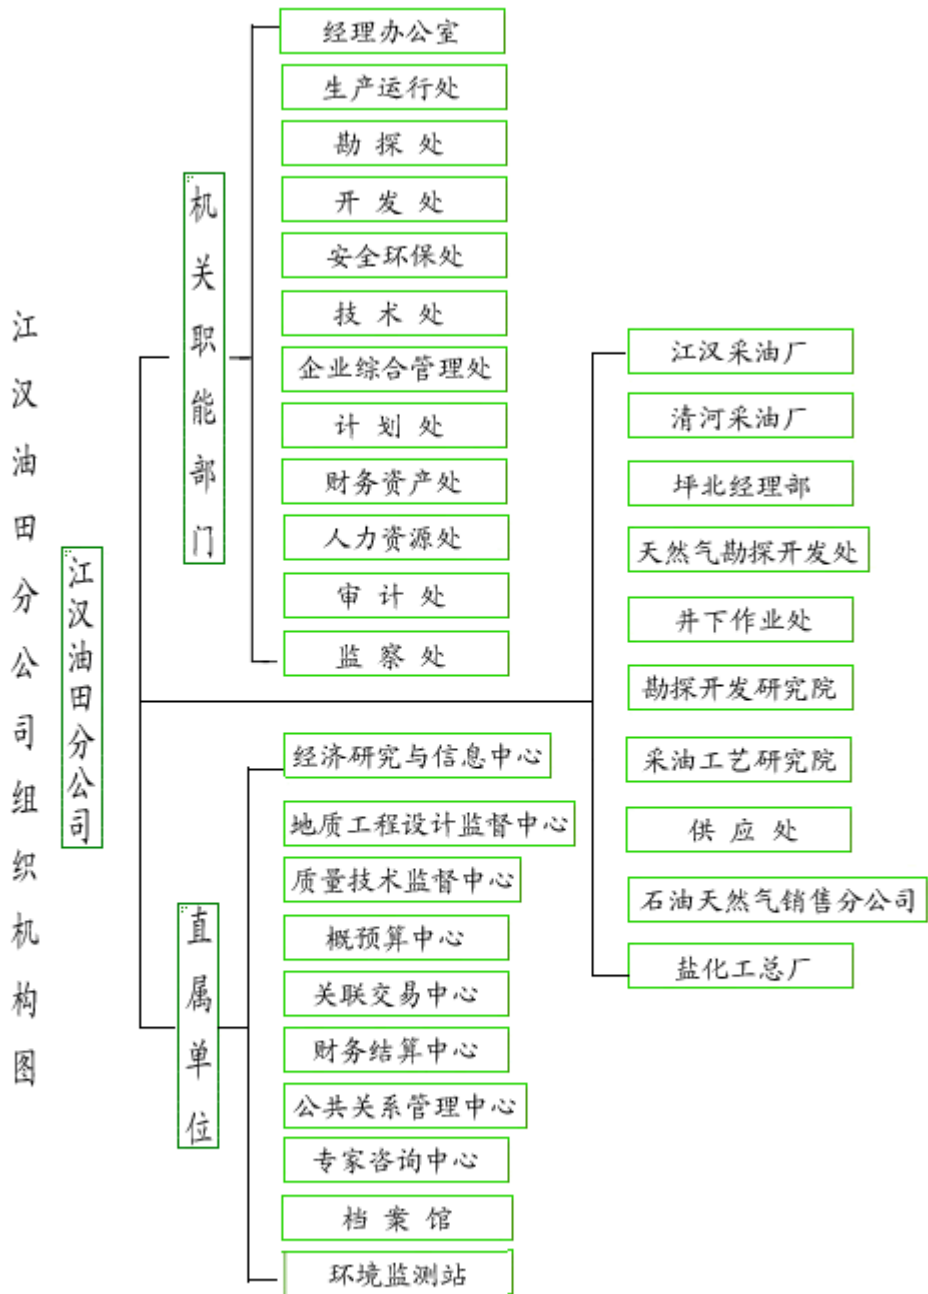 江汉油田分公司组织机构图
江汉油田分公司
机关职能部门
经理办公室
生产运行处
勘探处
开发处
安全环保处
技术处
企业综合管理处
计划处
财务资产处
人力资源处
审计处
监察处
直属单位
经济研究与信息中心
地质工程设计监督中心
质量技术监督中心
概预算中心
关联交易中心
财务结算中心
公共关系管理中心
专家咨询中心
档案馆
环境监测站
江汉采油厂
清河采油厂
坪北经理部
天然气勘探开发处
井下作业处
勘探开发研究院
采油工艺研究院
供应处
石油天然气销售分公司
盐化工总厂